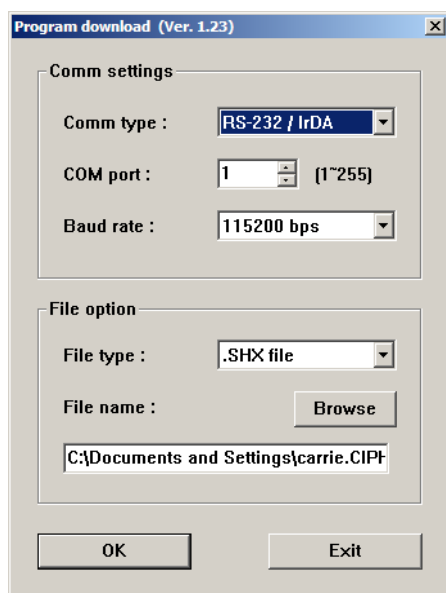 Program download (Ver. 1.23)
Comm settings
Comm type : RS-232 / IrDA
COM port : 1 (1~255)
Baud rate : 115200 bps
File option
File type : .SHX file
File name : Browse
C:\Documents and Settings\carrie.CIPH
OK Exit